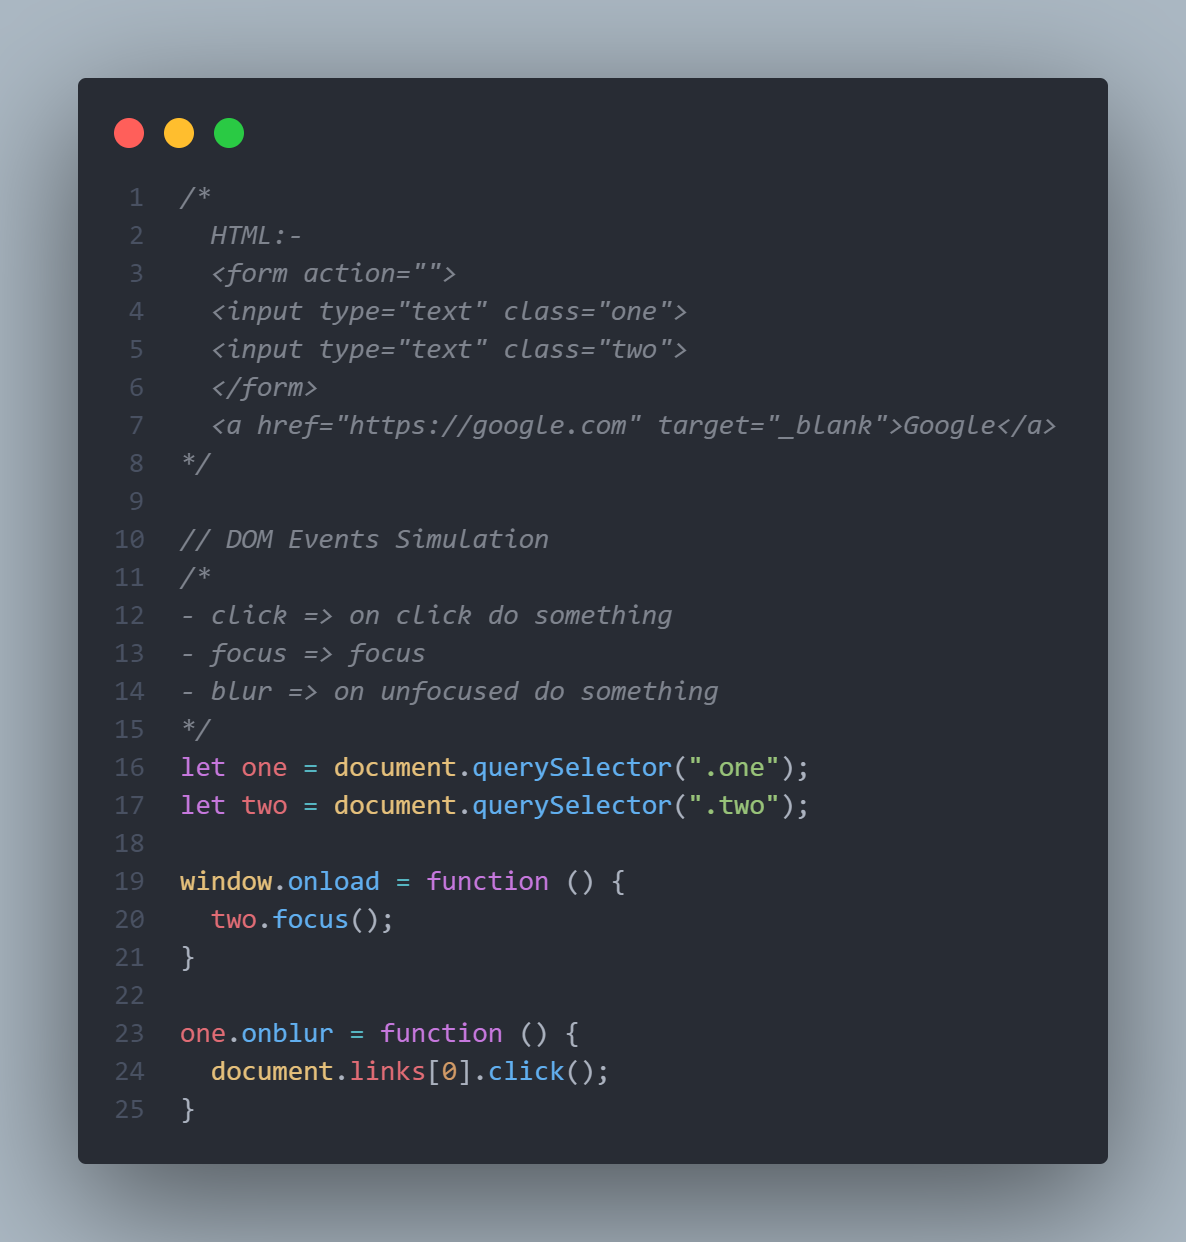 1 /*
2   HTML:-
3   <form action="">
4   <input type="text" class="one">
5   <input type="text" class="two">
6   </form>
7   <a href="https://google.com" target="_blank">Google</a>
8 */
9
10 // DOM Events Simulation
11 /*
12 - click => on click do something
13 - focus => focus
14 - blur => on unfocused do something
15 */
16 let one = document.querySelector(".one");
17 let two = document.querySelector(".two");
18
19 window.onload = function () {
20   two.focus();
21 }
22
23 one.onblur = function () {
24   document.links[0].click();
25 }